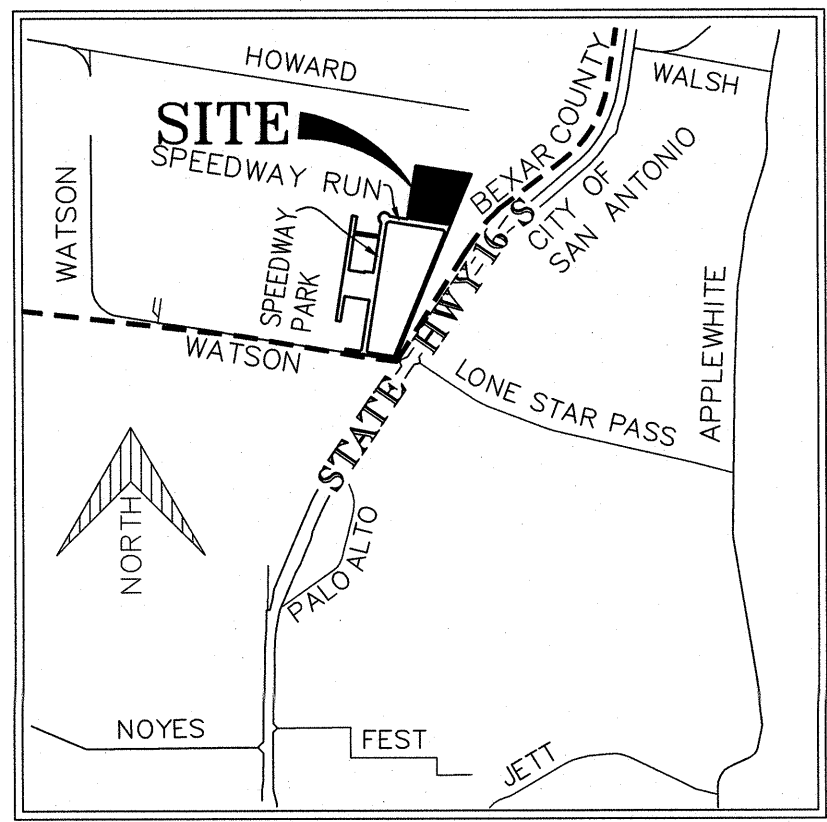 HOWARD
WALSH
SITE
SPEEDWAY RUN
BEXAR COUNTY
CITY OF
SAN ANTONIO
WATSON
SPEEDWAY
PARK
STATE HWY-16-S
APPLEWHITE
WATSON
LONE STAR PASS
NORTH
PALO ALTO
NOYES
FEST
JETT